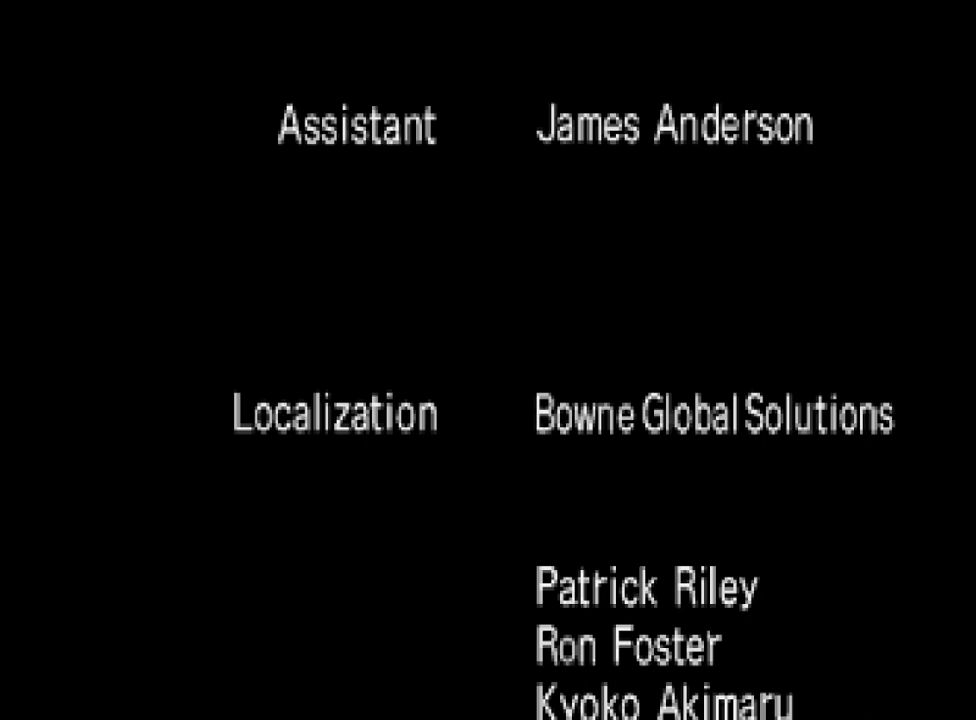 Assistant James Anderson
Localization Bowne Global Solutions
Patrick Riley
Ron Foster
Kyoko Akimaru